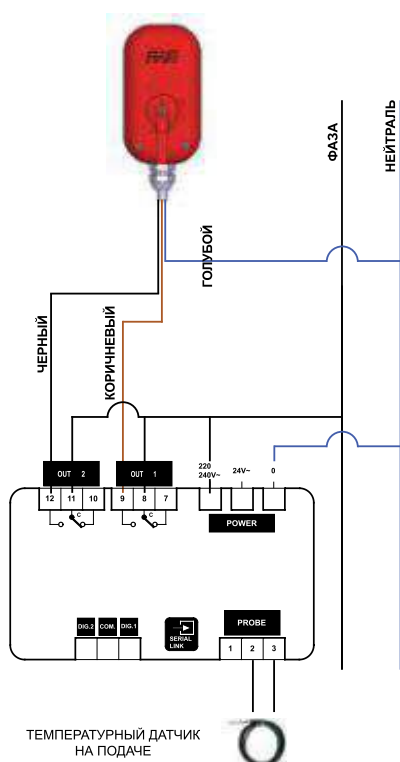 FAR
ФАЗА
НЕЙТРАЛЬ
ГОЛУБОЙ
ЧЕРНЫЙ
КОРИЧНЕВЫЙ
OUT 2
OUT 1
220
240V~
24V~
0
12 11 10
9 8 7
POWER
C
C
DIG.2 COM. DIG.1
SERIAL
LINK
PROBE
1 2 3
ТЕМПЕРАТУРНЫЙ ДАТЧИК
НА ПОДАЧЕ